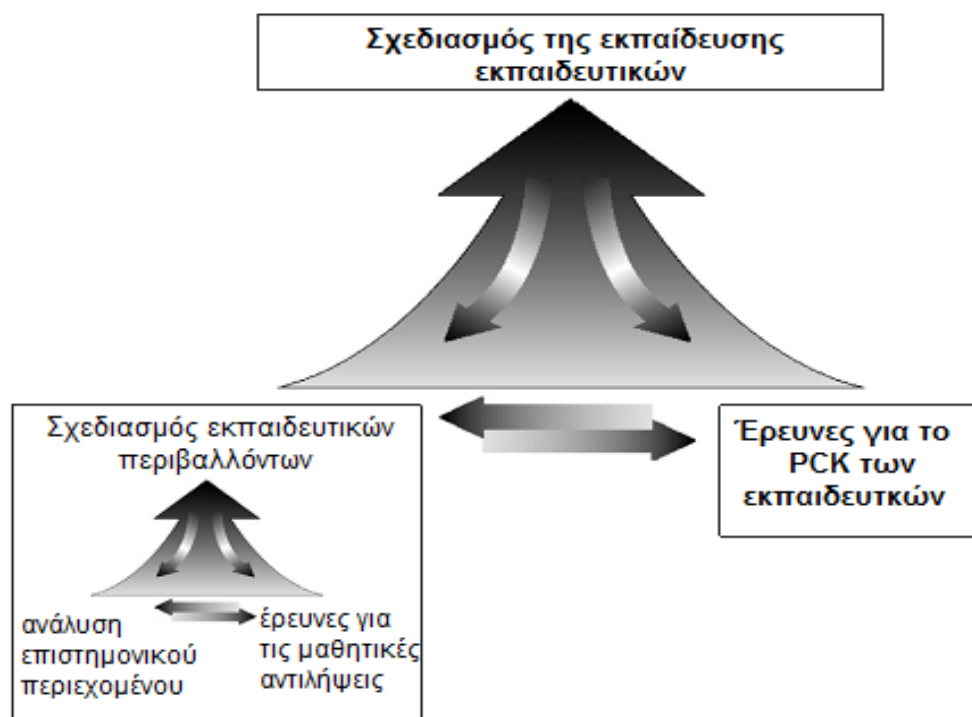 Σχεδιασμός της εκπαίδευσης
εκπαιδευτικών
Σχεδιασμός εκπαιδευτικών
περιβαλλόντων
ανάλυση
επιστημονικού
περιεχομένου
έρευνες για
τις μαθητικές
αντιλήψεις
Έρευνες για το
PCK των
εκπαιδευτκών